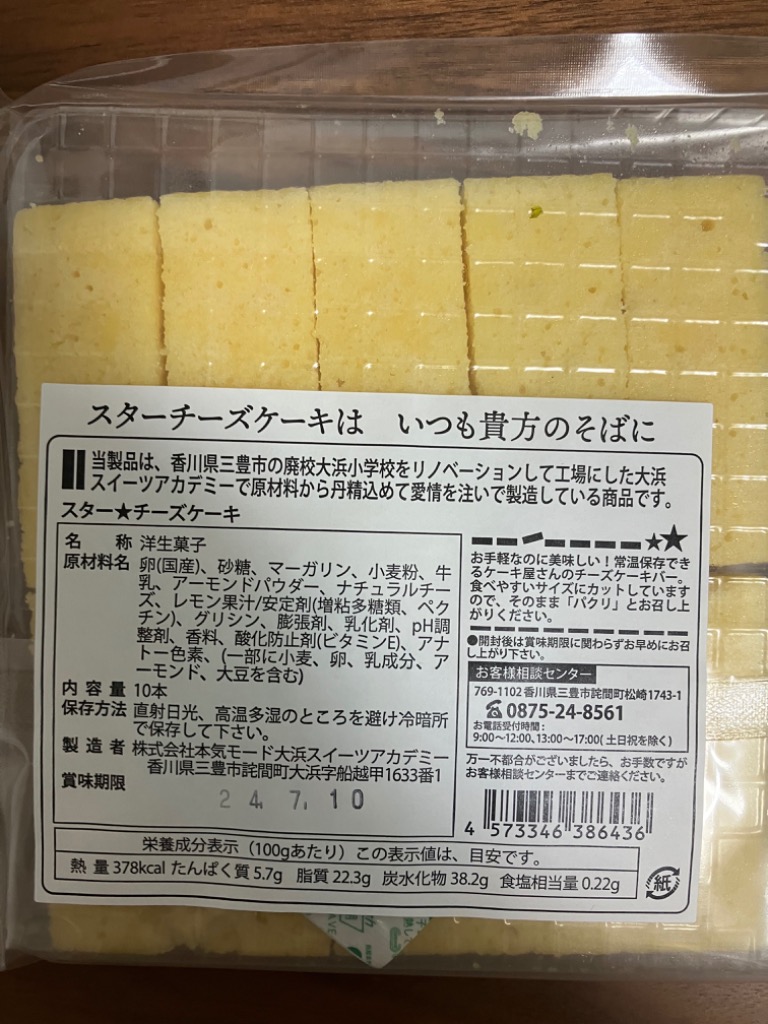 スターチーズケーキは いつも貴方のそばに
当製品は、香川県三豊市の廃校大浜小学校をリノベーションして工場にした大浜
スイーツアカデミーで原材料から丹精込めて愛情を注いで製造している商品です。
スター★チーズケーキ
名 称 洋生菓子
原材料名 卵(国産)、砂糖、マーガリン、小麦粉、牛
乳、アーモンドパウダー、ナチュラルチー
ズ、レモン果汁/安定剤(増粘多糖類、ペク
チン)、グリシン、膨張剤、乳化剤、pH調
整剤、香料、酸化防止剤(ビタミンE)、アナ
トー色素、(一部に小麦、卵、乳成分、ア
ーモンド、大豆を含む)
内 容 量 10本
保存方法 直射日光、高温多湿のところを避け冷暗所
で保存して下さい。
製 造 者 株式会社本気モード大浜スイーツアカデミー
香川県三豊市詫間町大浜字船越甲1633番1
賞味期限
24. 7. 10
★★
お手軽なのに美味しい！常温保存でき
るケーキ屋さんのチーズケーキバー。
食べやすいサイズにカットしています
ので、そのまま「パクリ」とお召し上
がりください。
●開封後は賞味期限に関わらずお早めにお召
し上がり下さい。
お客様相談センター
769-1102 香川県三豊市詫間町松崎1743-1
0875-24-8561
お電話受付時間：
9:00～12:00、13:00～17:00(土日祝を除く)
万一不都合がございましたら、お手数ですが
お客様相談センターまでご連絡ください。
4 573346 386436
栄養成分表示（100gあたり）この表示値は、目安です。
熱 量 378kcal たんぱく質 5.7g 脂質 22.3g 炭水化物 38.2g 食塩相当量 0.22g
紙